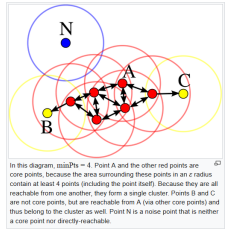 N
A
C
B
In this diagram, minPts = 4. Point A and the other red points are
core points, because the area surrounding these points in an ε radius
contain at least 4 points (including the point itself). Because they are all
reachable from one another, they form a single cluster. Points B and C
are not core points, but are reachable from A (via other core points) and
thus belong to the cluster as well. Point N is a noise point that is neither
a core point nor directly-reachable.